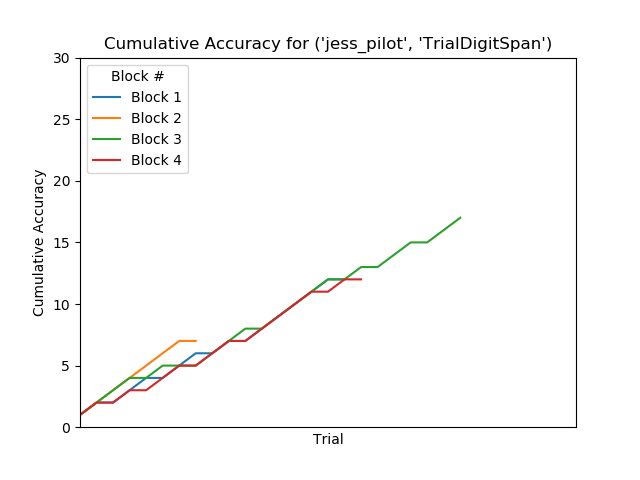 Cumulative Accuracy for ('jess_pilot', 'TrialDigitSpan')
Block #
Block 1
Block 2
Block 3
Block 4
30
25
20
15
10
5
0
Cumulative Accuracy
Trial